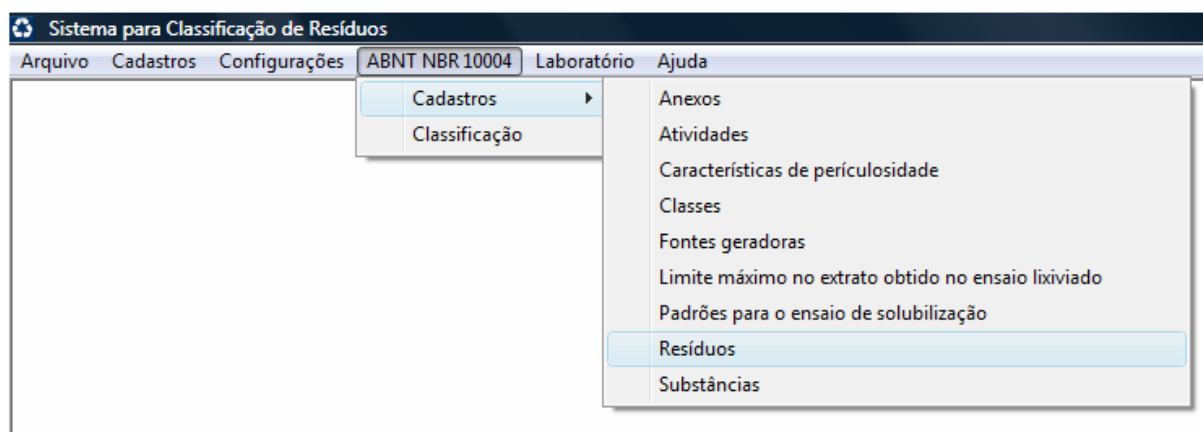 Sistema para Classificação de Resíduos
Arquivo Cadastros Configurações ABNT NBR 10004 Laboratório Ajuda
Cadastros
Classificação
Anexos
Atividades
Características de perículosidade
Classes
Fontes geradoras
Limite máximo no extrato obtido no ensaio lixiviado
Padrões para o ensaio de solubilização
Resíduos
Substâncias